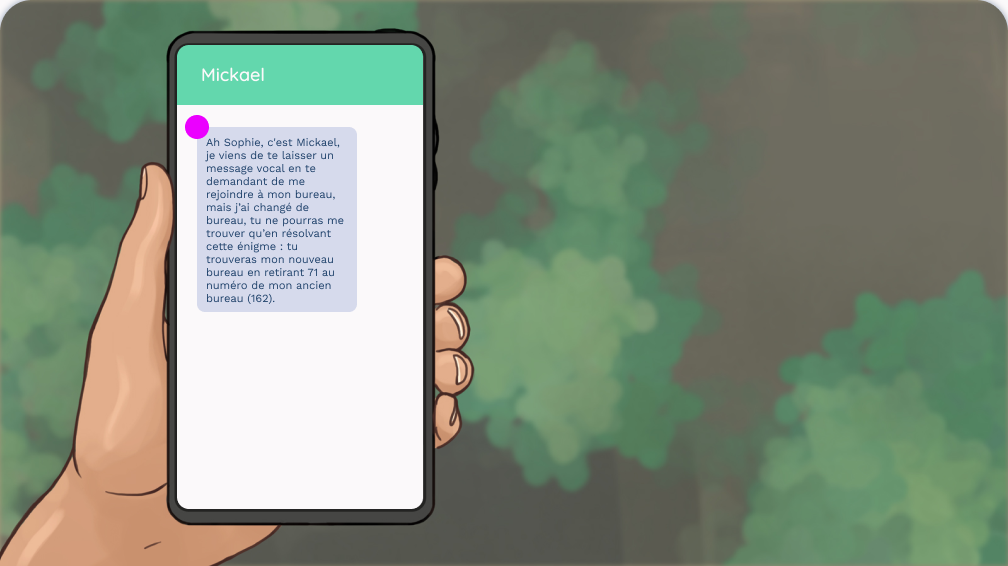 Mickael
Ah Sophie, c'est Mickael,
je viens de te laisser un
message vocal en te
demandant de me
rejoindre à mon bureau,
mais j'ai changé de
bureau, tu ne pourras me
trouver qu'en résolvant
cette énigme : tu
trouveras mon nouveau
bureau en retirant 71 au
numéro de mon ancien
bureau (162).